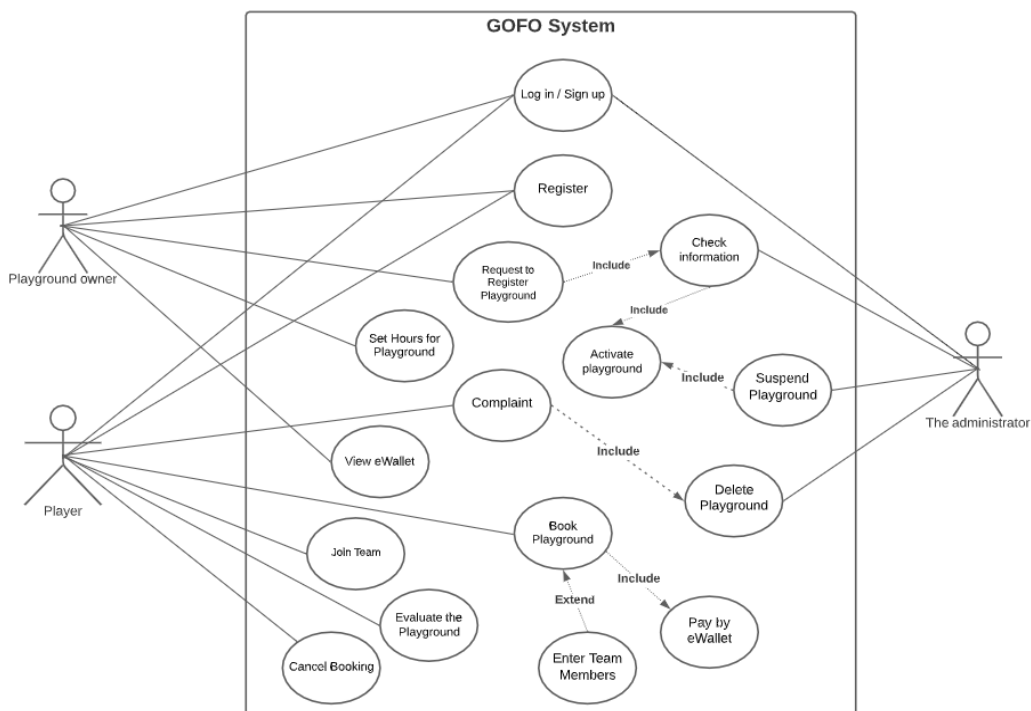 GOFO System
Log in / Sign up
Register
Check
information
Playground owner
Request to
Register
Playground
Include
Include
Set Hours for
Playground
Activate
playground
Include
Suspend
Playground
Complaint
The administrator
View eWallet
Include
Player
Delete
Playground
Book
Playground
Join Team
Include
Extend
Evaluate the
Playground
Pay by
eWallet
Cancel Booking
Enter Team
Members